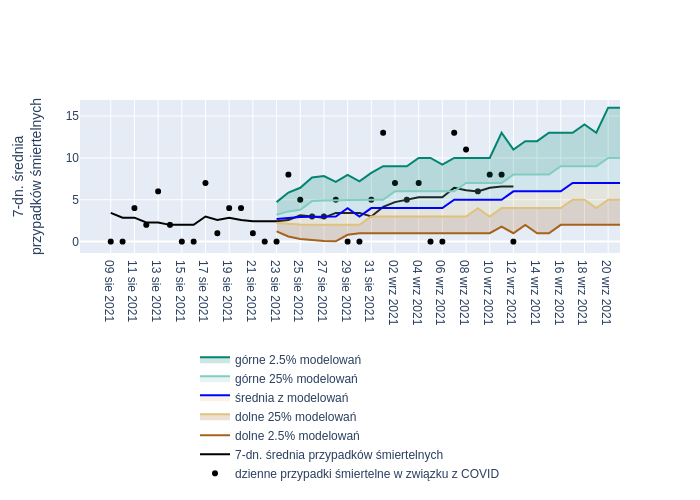 7-dn. średnia
przypadków śmiertelnych
15
10
5
0
09 sie 2021
11 sie 2021
13 sie 2021
15 sie 2021
17 sie 2021
19 sie 2021
21 sie 2021
23 sie 2021
25 sie 2021
27 sie 2021
29 sie 2021
31 sie 2021
02 wrz 2021
04 wrz 2021
06 wrz 2021
08 wrz 2021
10 wrz 2021
12 wrz 2021
14 wrz 2021
16 wrz 2021
18 wrz 2021
20 wrz 2021
górne 2.5% modelowań
górne 25% modelowań
średnia z modelowań
dolne 25% modelowań
dolne 2.5% modelowań
7-dn. średnia przypadków śmiertelnych
dzienne przypadki śmiertelne w związku z COVID